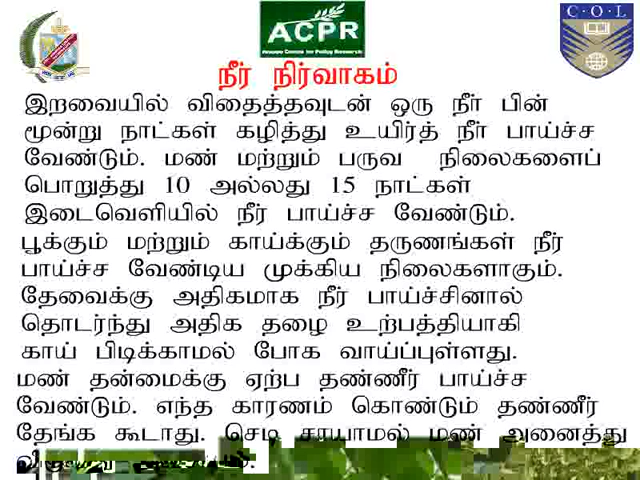 ACPR
C·O·L
நீர் நிர்வாகம்
இறவையில் விதைத்தவுடன் ஒரு நீர் பின்
மூன்று நாட்கள் கழித்து உயிர்த் நீர் பாய்ச்ச
வேண்டும். மண் மற்றும் பருவ நிலைகளைப்
பொறுத்து 10 அல்லது 15 நாட்கள்
இடைவெளியில் நீர் பாய்ச்ச வேண்டும்.
பூக்கும் மற்றும் காய்க்கும் தருணங்கள் நீர்
பாய்ச்ச வேண்டிய முக்கிய நிலைகளாகும்.
தேவைக்கு அதிகமாக நீர் பாய்ச்சினால்
தொடர்ந்து அதிக தழை உற்பத்தியாகி
காய் பிடிக்காமல் போக வாய்ப்புள்ளது.
மண் தன்மைக்கு ஏற்ப தண்ணீர் பாய்ச்ச
வேண்டும். எந்த காரணம் கொண்டும் தண்ணீர்
தேங்க கூடாது. செடி சாயாமல் மண் அனைத்து